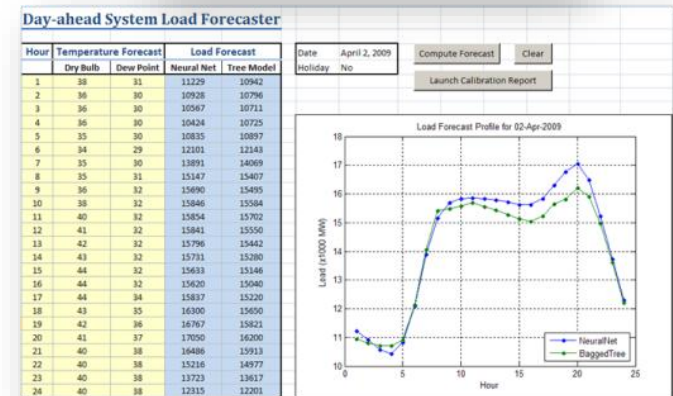 Day-ahead System Load Forecaster
Hour Temperature Forecast Load Forecast
Dry Bulb Dew Point Neural Net Tree Model
1 38 31 11229 10942
2 36 30 10928 10796
3 36 30 10567 10711
4 36 30 10424 10725
5 35 30 10835 10897
6 34 29 12101 12143
7 35 30 13891 14069
8 35 31 15147 15407
9 36 32 15690 15495
10 38 32 15846 15584
11 40 32 15854 15702
12 41 32 15841 15550
13 42 32 15796 15442
14 43 32 15731 15280
15 44 32 15633 15146
16 44 32 15620 15040
17 44 34 15837 15220
18 43 35 16300 15650
19 42 36 16767 15821
20 41 37 17050 16200
21 40 38 16486 15913
22 40 38 15216 14977
23 40 38 13723 13617
24 40 38 12315 12201
Date April 2, 2009
Holiday No
Compute Forecast Clear
Launch Calibration Report
Load Forecast Profile for 02-Apr-2009
Load (x1000 MW)
18
17
16
15
14
13
12
11
10
0 5 10 15 20 25
Hour
NeuralNet
BaggedTree